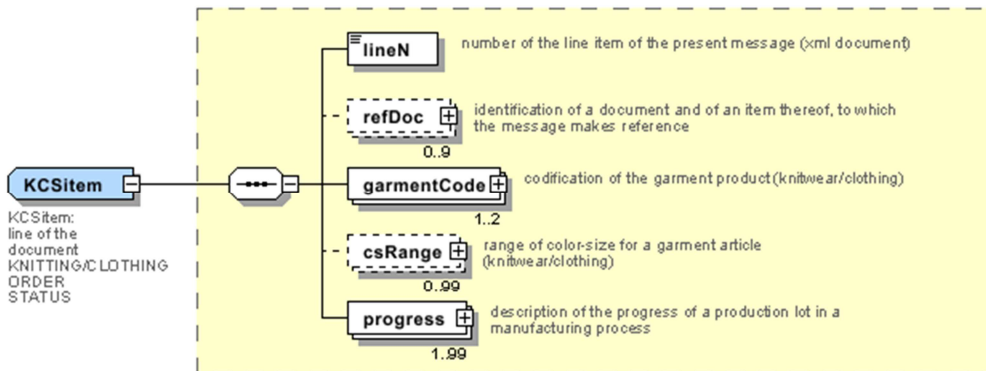 lineN
number of the line item of the present message (xml document)
refDoc
identification of a document and of an item thereof, to which
the message makes reference
0..9
KCSitem
garmentCode
codification of the garment product (knitwear/clothing)
1..2
KCSitem:
line of the
document
KNITTING/CLOTHING
ORDER
STATUS
csRange
range of color-size for a garment article
(knitwear/clothing)
0..99
progress
description of the progress of a production lot in a
manufacturing process
1..99